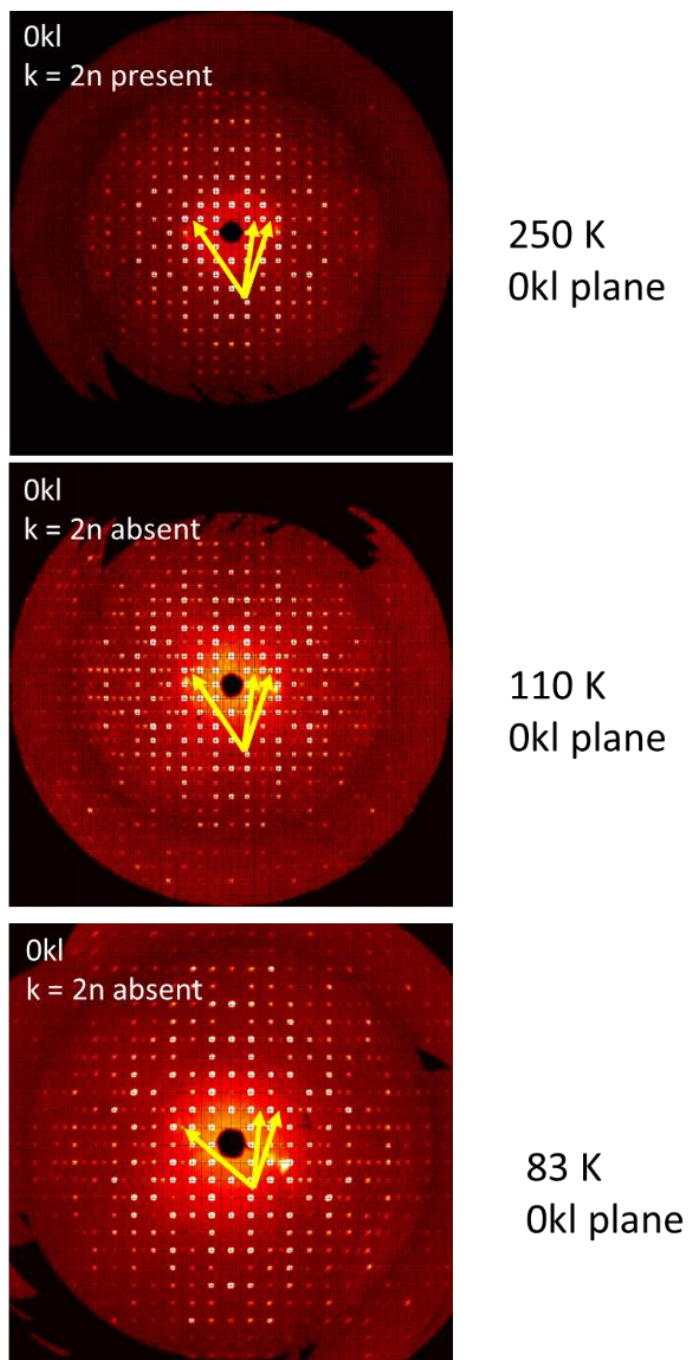 0kl
k = 2n present
250 K
0kl plane
0kl
k = 2n absent
110 K
0kl plane
0kl
k = 2n absent
83 K
0kl plane